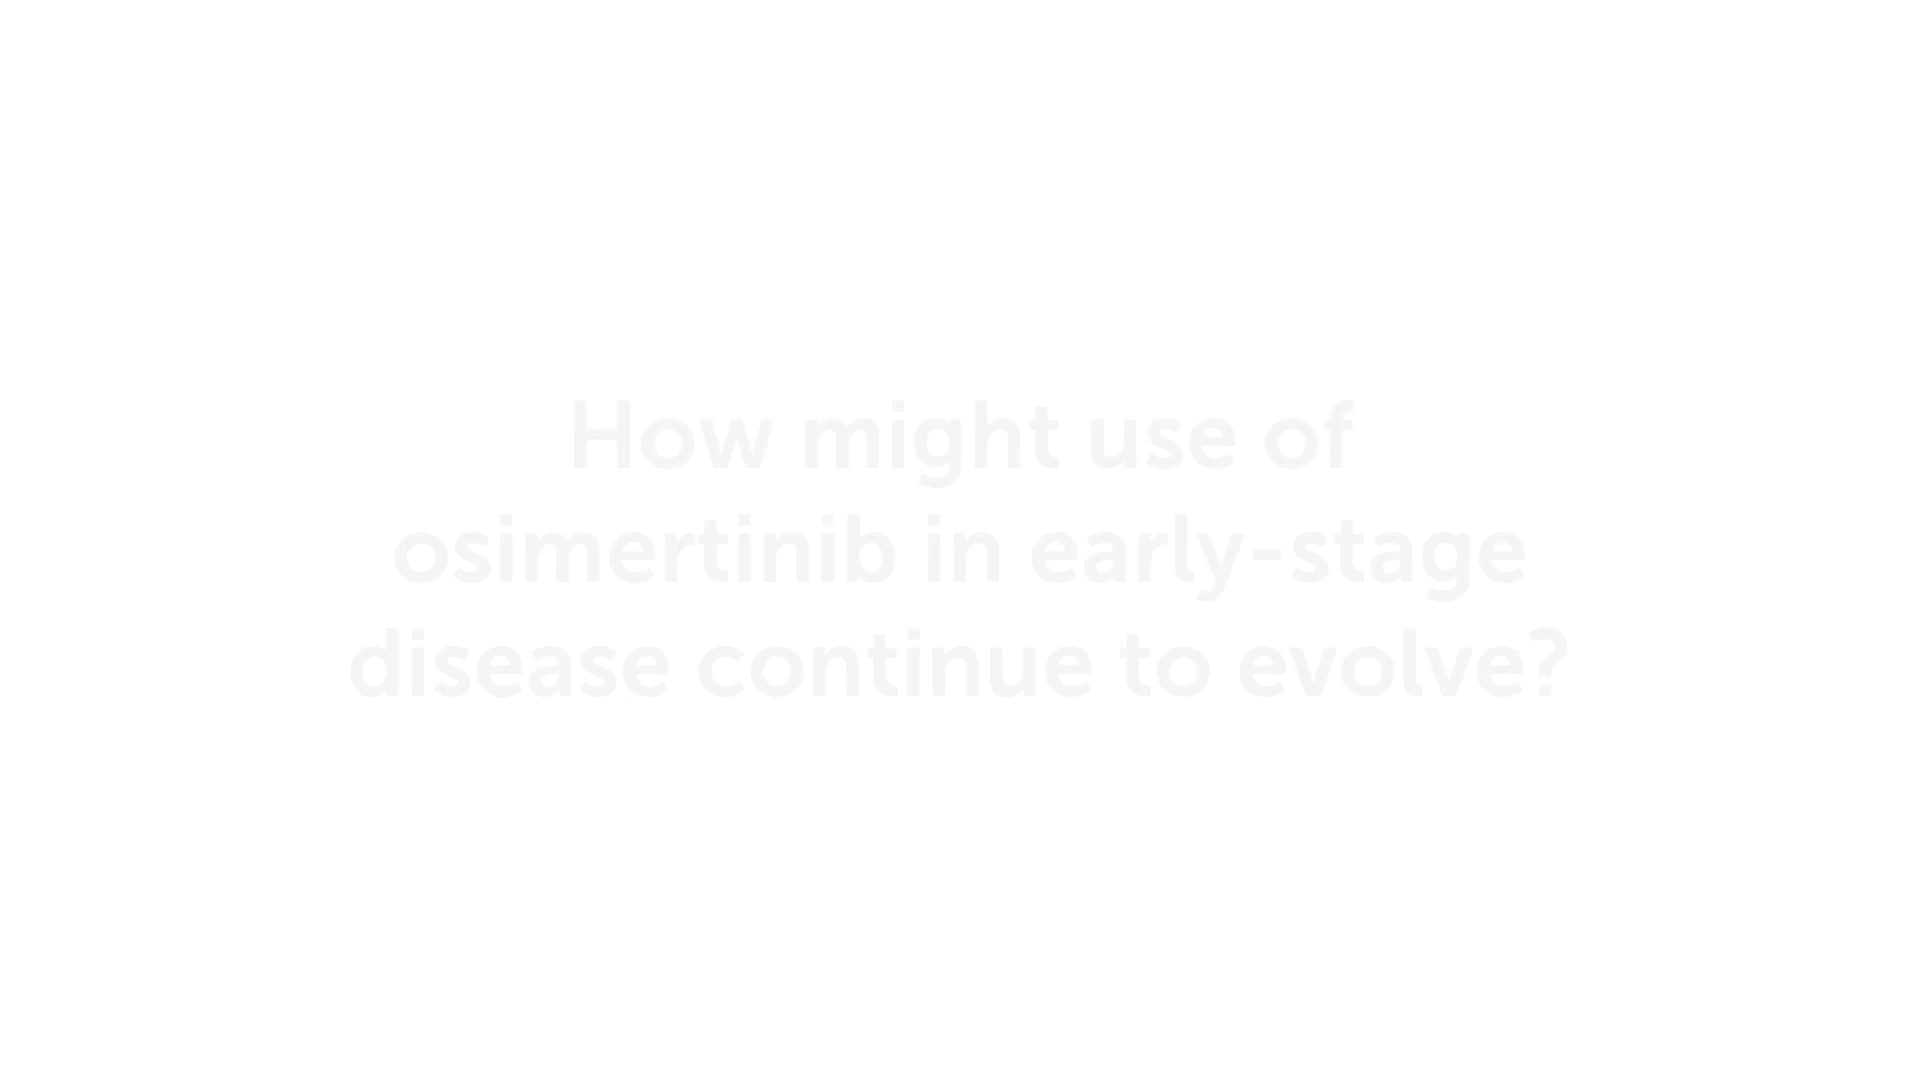 How might use of
osimertinib in early-stage
disease continue to evolve?